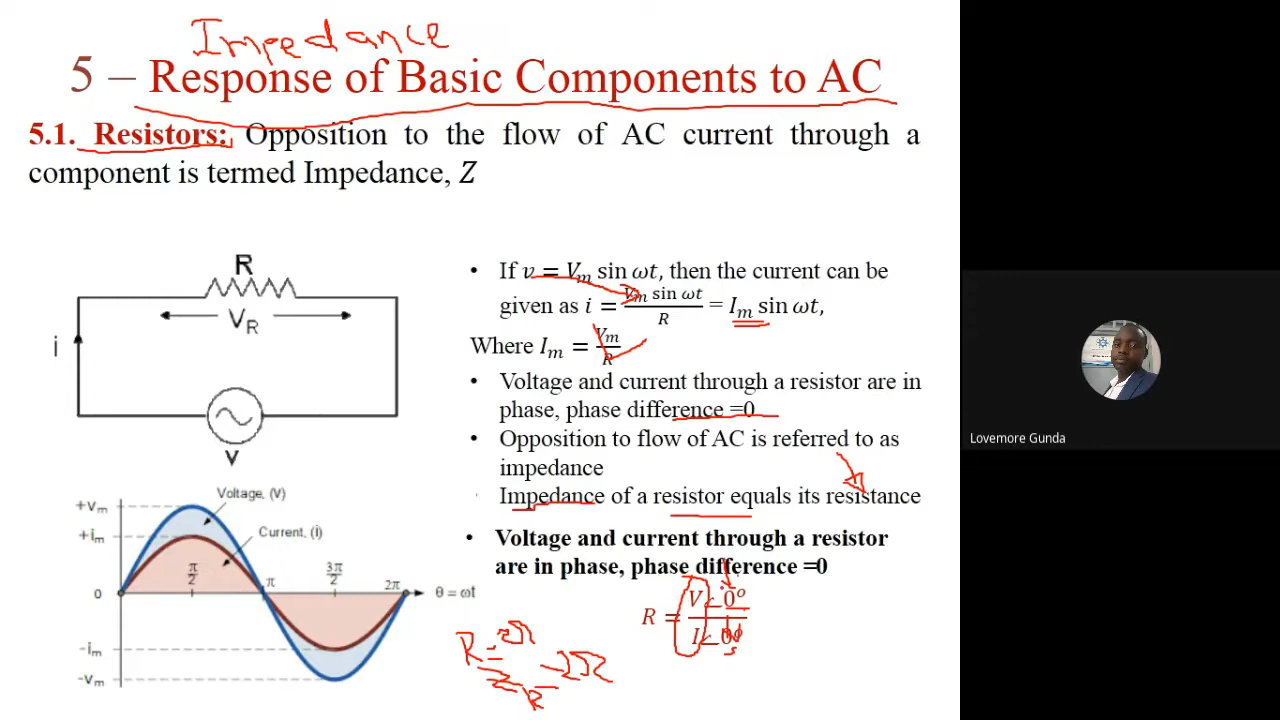 Impedance
5 – Response of Basic Components to AC
5.1. Resistors: Opposition to the flow of AC current through a
component is termed Impedance, Z
R
V_R
i
V
• If v = V_m sin ωt, then the current can be
given as i = V_m sin ωt / R = I_m sin ωt,
Where I_m = V_m / R
• Voltage and current through a resistor are in
phase, phase difference =0
• Opposition to flow of AC is referred to as
impedance
Impedance of a resistor equals its resistance
• Voltage and current through a resistor
are in phase, phase difference =0
R = V∠0° / I∠0°
Voltage, (V)
Current, (i)
+v_m
+i_m
0
-i_m
-v_m
π/2
π
3π/2
2π
θ = ωt
Lovemore Gunda